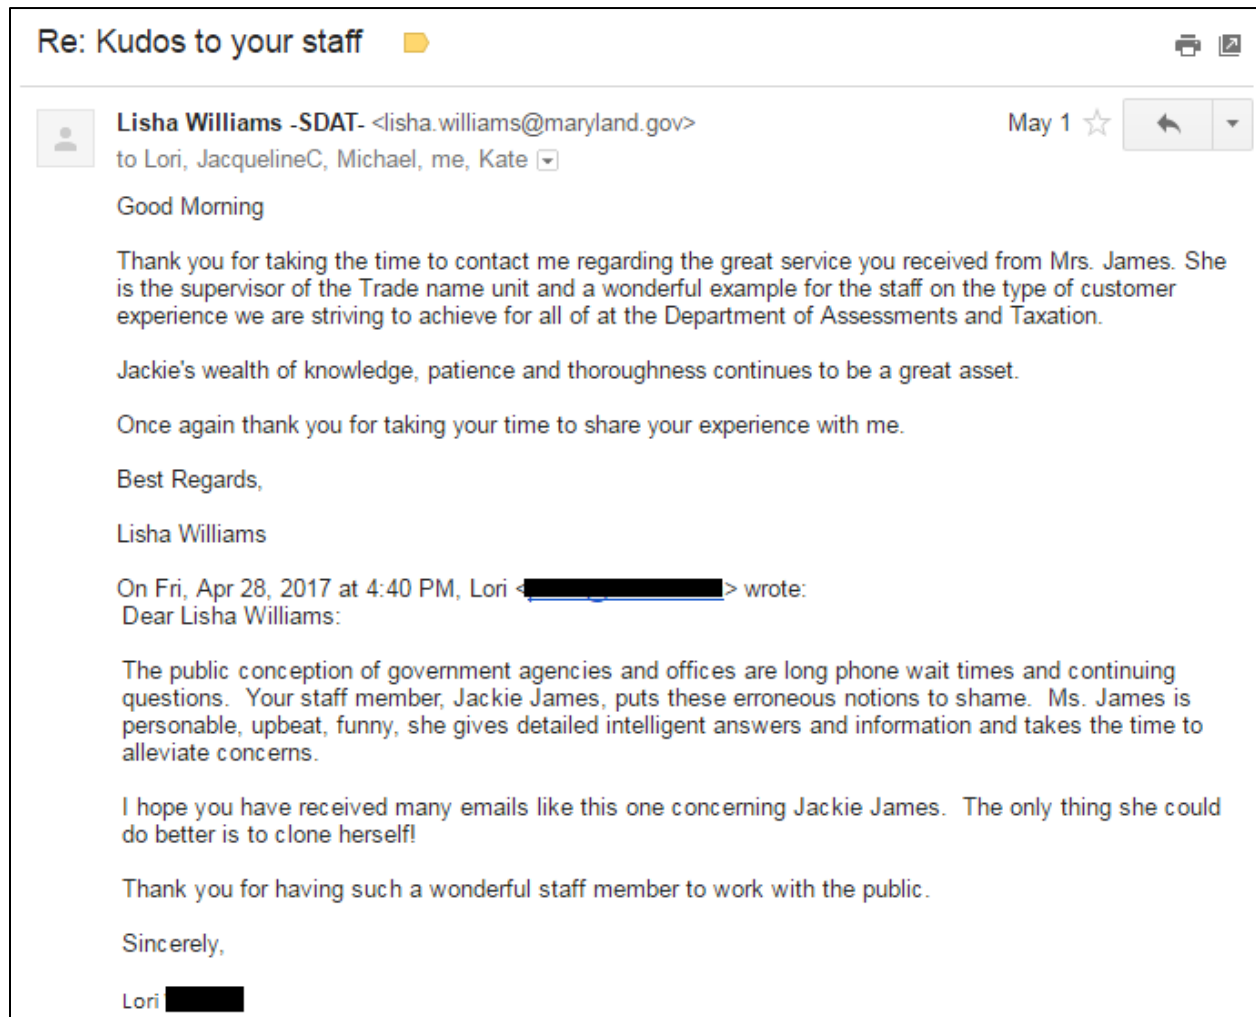 Re: Kudos to your staff
Lisha Williams -SDAT- <lisha.williams@maryland.gov>
May 1
to Lori, JacquelineC, Michael, me, Kate
Good Morning
Thank you for taking the time to contact me regarding the great service you received from Mrs. James. She
is the supervisor of the Trade name unit and a wonderful example for the staff on the type of customer
experience we are striving to achieve for all of at the Department of Assessments and Taxation.
Jackie's wealth of knowledge, patience and thoroughness continues to be a great asset.
Once again thank you for taking your time to share your experience with me.
Best Regards,
Lisha Williams
On Fri, Apr 28, 2017 at 4:40 PM, Lori < > wrote:
Dear Lisha Williams:
The public conception of government agencies and offices are long phone wait times and continuing
questions.  Your staff member, Jackie James, puts these erroneous notions to shame.  Ms. James is
personable, upbeat, funny, she gives detailed intelligent answers and information and takes the time to
alleviate concerns.
I hope you have received many emails like this one concerning Jackie James.  The only thing she could
do better is to clone herself!
Thank you for having such a wonderful staff member to work with the public.
Sincerely,
Lori